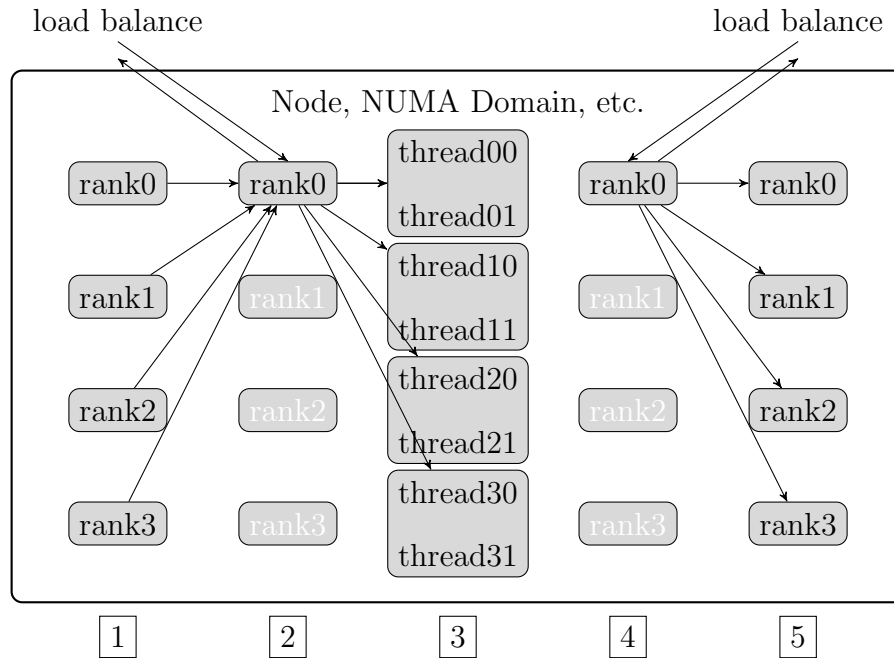 load balance load balance
Node, NUMA Domain, etc.
thread00
rank0 rank0 rank0 rank0
thread01
thread10
rank1 rank1 rank1 rank1
thread11
thread20
rank2 rank2 rank2 rank2
thread21
thread30
rank3 rank3 rank3 rank3
thread31
1 2 3 4 5